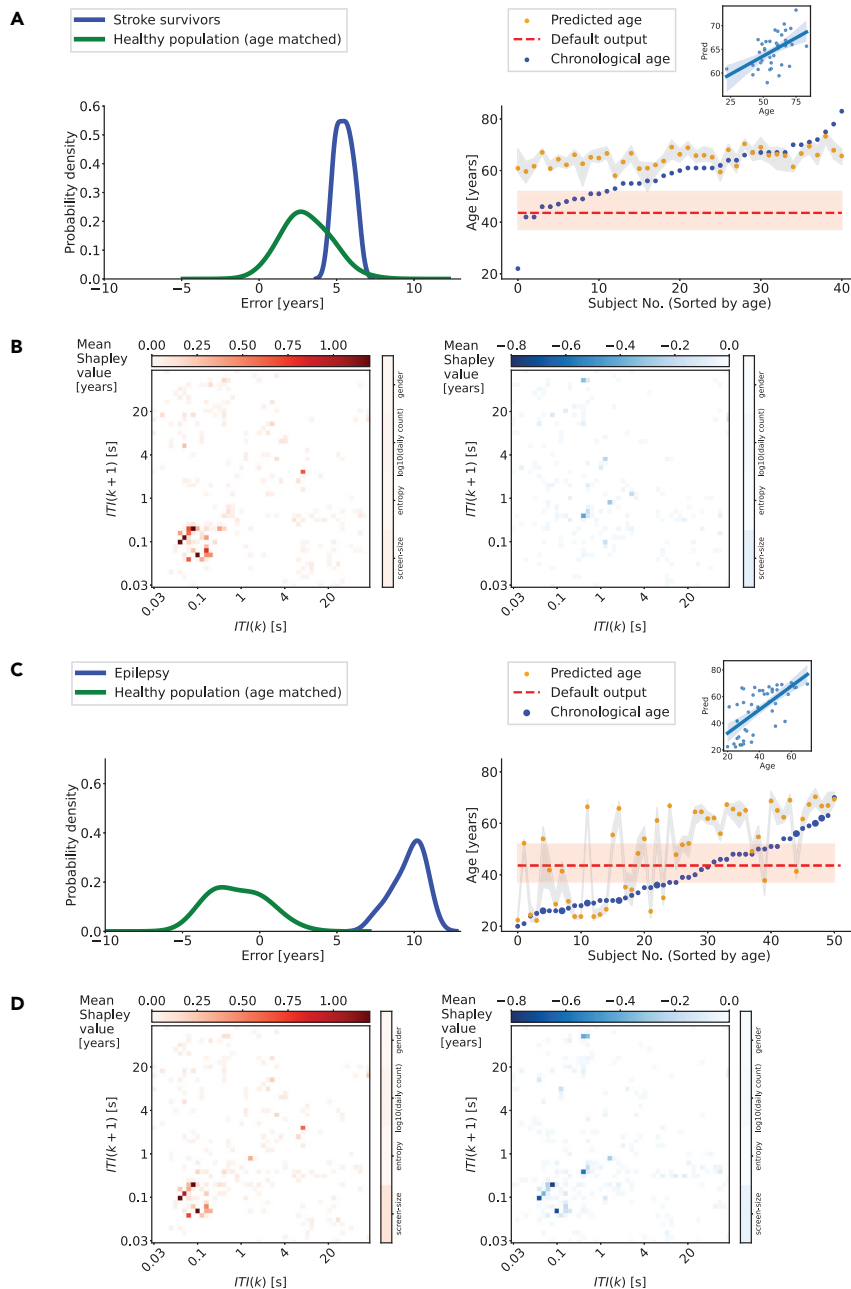 A
Stroke survivors
Healthy population (age matched)
Probability density
0.6
0.5
0.4
0.3
0.2
0.1
0.0
−10
−5
0
5
10
Error [years]
Predicted age
Default output
Chronological age
Pred
70
65
60
25
50
75
Age
Age [years]
80
60
40
20
0
10
20
30
40
Subject No. (Sorted by age)
B
Mean
Shapley
value
[years]
0.00
0.25
0.50
0.75
1.00
ITI(k + 1) [s]
20
4
1
0.1
0.03
0.03
0.1
1
4
20
ITI(k) [s]
gender
log10(daily count)
entropy
screen-size
Mean
Shapley
value
[years]
−0.8
−0.6
−0.4
−0.2
0.0
ITI(k + 1) [s]
20
4
1
0.1
0.03
0.03
0.1
1
4
20
ITI(k) [s]
gender
log10(daily count)
entropy
screen-size
C
Epilepsy
Healthy population (age matched)
Probability density
0.6
0.4
0.2
0.0
−10
−5
0
5
10
Error [years]
Predicted age
Default output
Chronological age
Pred
80
60
40
20
20
40
60
Age
Age [years]
80
60
40
20
0
10
20
30
40
50
Subject No. (Sorted by age)
D
Mean
Shapley
value
[years]
0.00
0.25
0.50
0.75
1.00
ITI(k + 1) [s]
20
4
1
0.1
0.03
0.03
0.1
1
4
20
ITI(k) [s]
gender
log10(daily count)
entropy
screen-size
Mean
Shapley
value
[years]
−0.8
−0.6
−0.4
−0.2
0.0
ITI(k + 1) [s]
20
4
1
0.1
0.03
0.03
0.1
1
4
20
ITI(k) [s]
gender
log10(daily count)
entropy
screen-size